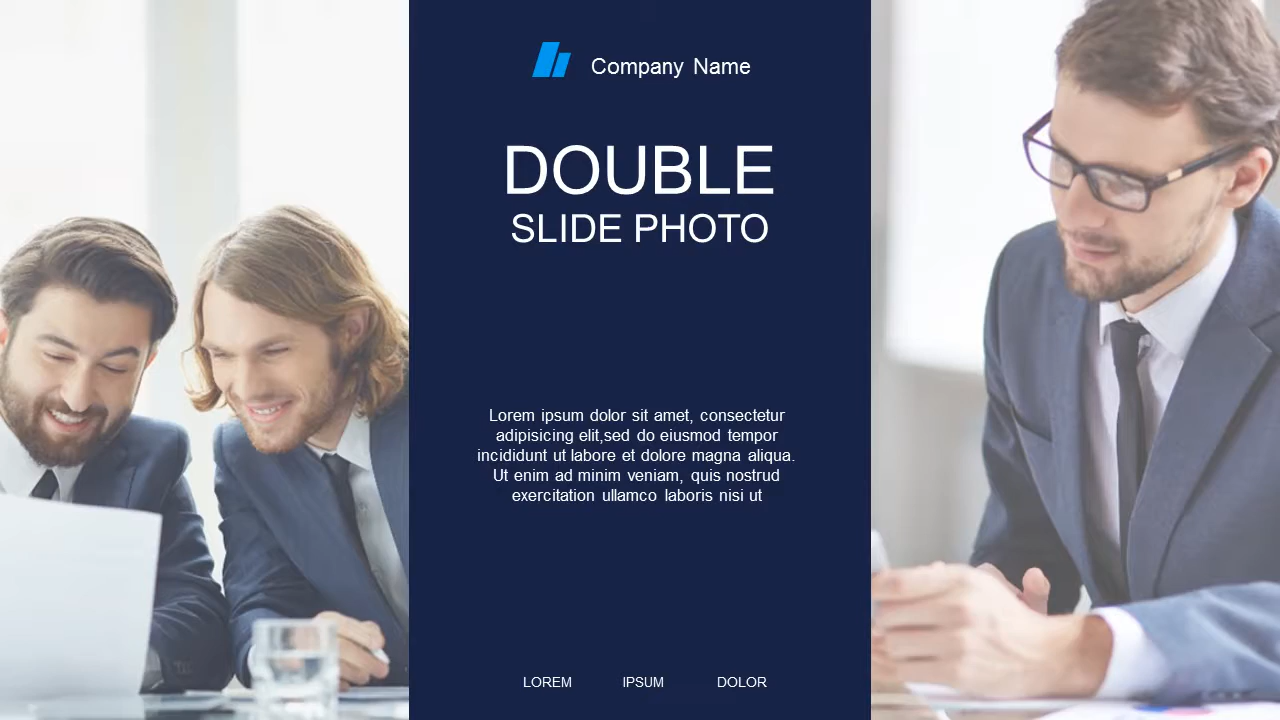 Company Name
DOUBLE
SLIDE PHOTO
Lorem ipsum dolor sit amet, consectetur
adipisicing elit,sed do eiusmod tempor
incididunt ut labore et dolore magna aliqua.
Ut enim ad minim veniam, quis nostrud
exercitation ullamco laboris nisi ut
LOREM IPSUM DOLOR